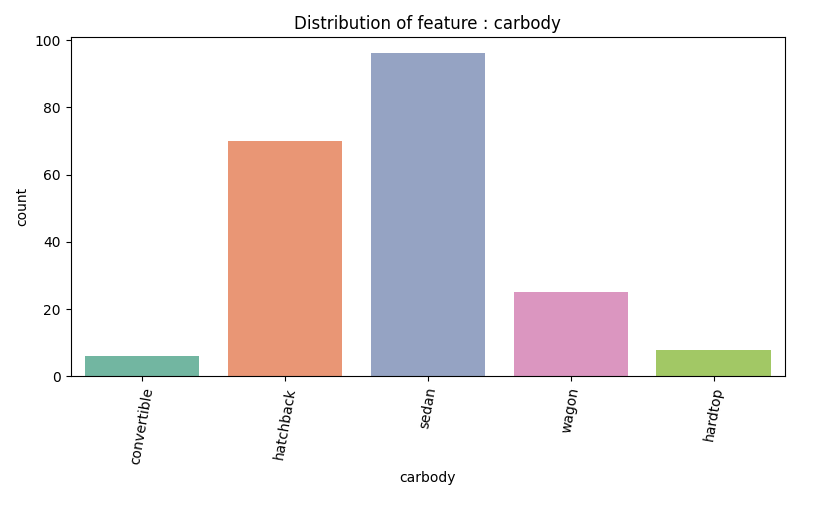 Distribution of feature : carbody
100
80
60
40
20
0
count
convertible
hatchback
sedan
wagon
hardtop
carbody